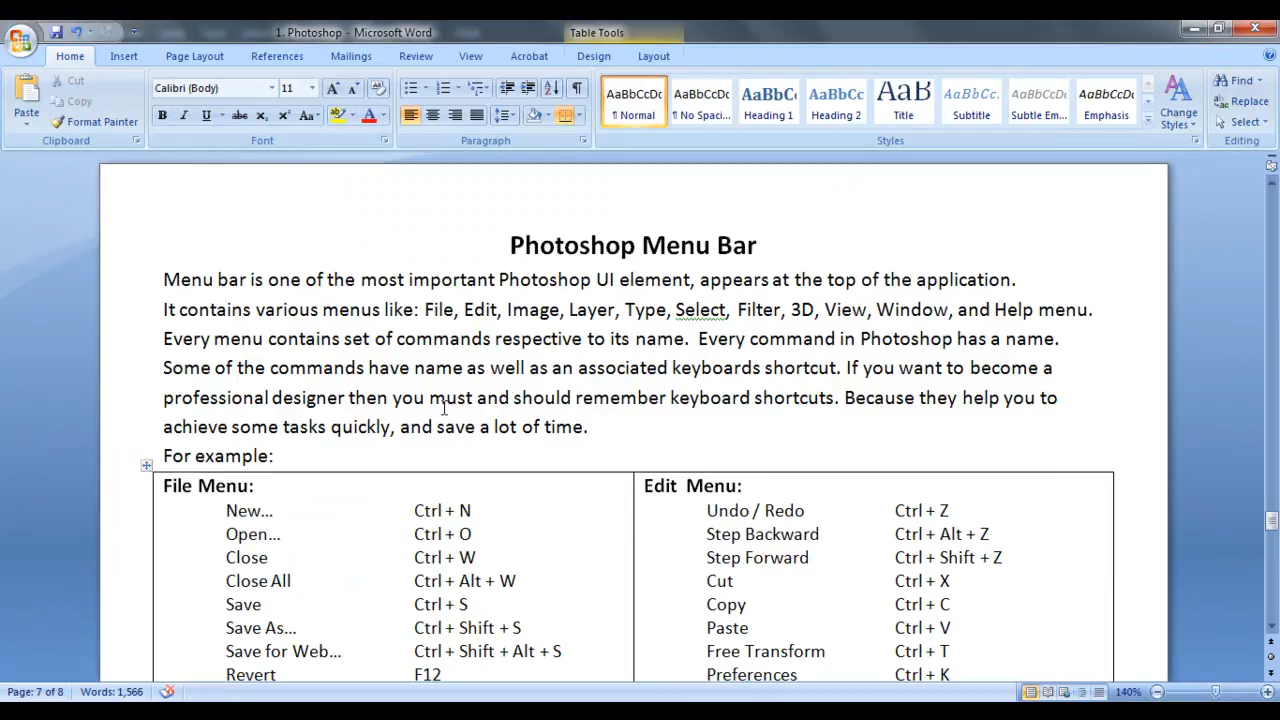 1. Photoshop - Microsoft Word
Table Tools
Home Insert Page Layout References Mailings Review View Acrobat Design Layout
Paste
Cut
Copy
Format Painter
Clipboard
Calibri (Body) 11
Font
Paragraph
AaBbCcDc AaBbCcDc AaBbC AaBbCc AaB AaBbCc. AaBbCcDc AaBbCcDc
¶ Normal ¶ No Spaci... Heading 1 Heading 2 Title Subtitle Subtle Em... Emphasis
Change Styles
Styles
Find
Replace
Select
Editing
Photoshop Menu Bar
Menu bar is one of the most important Photoshop UI element, appears at the top of the application.
It contains various menus like: File, Edit, Image, Layer, Type, Select, Filter, 3D, View, Window, and Help menu.
Every menu contains set of commands respective to its name. Every command in Photoshop has a name.
Some of the commands have name as well as an associated keyboards shortcut. If you want to become a
professional designer then you must and should remember keyboard shortcuts. Because they help you to
achieve some tasks quickly, and save a lot of time.
For example:
File Menu:
New... Ctrl + N
Open... Ctrl + O
Close Ctrl + W
Close All Ctrl + Alt + W
Save Ctrl + S
Save As... Ctrl + Shift + S
Save for Web... Ctrl + Shift + Alt + S
Revert F12
Edit Menu:
Undo / Redo Ctrl + Z
Step Backward Ctrl + Alt + Z
Step Forward Ctrl + Shift + Z
Cut Ctrl + X
Copy Ctrl + C
Paste Ctrl + V
Free Transform Ctrl + T
Preferences Ctrl + K
Page: 7 of 8 Words: 1,566 140%